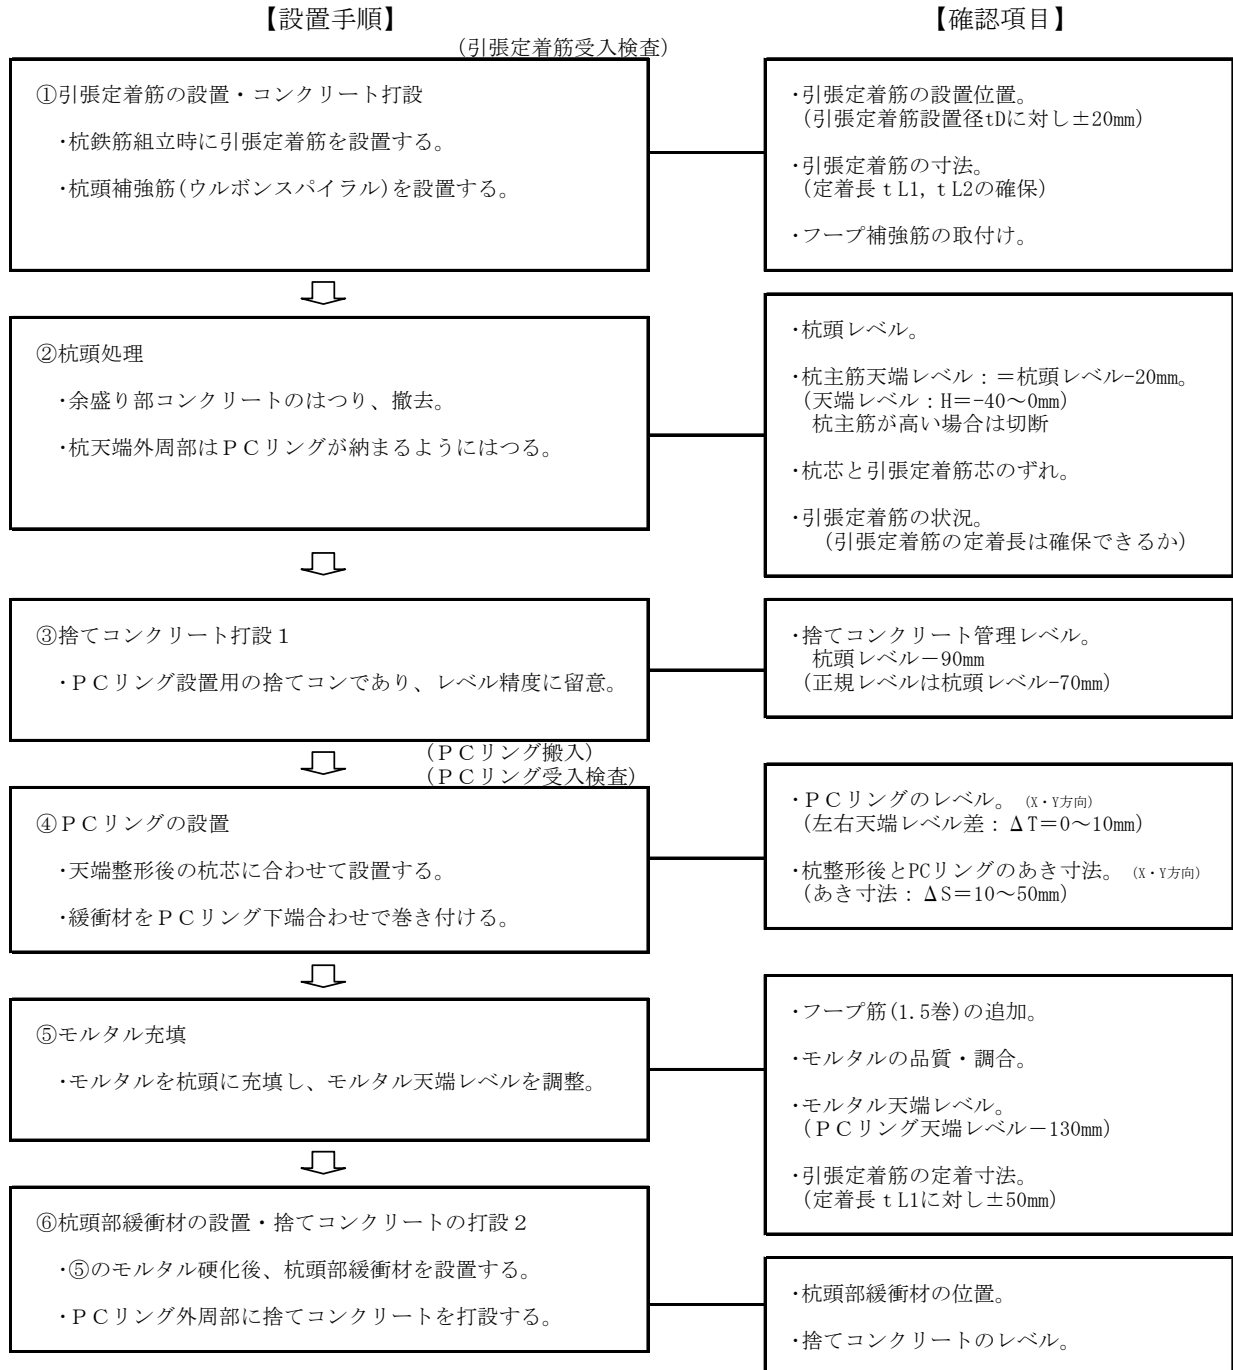 【設置手順】
【確認項目】
(引張定着筋受入検査)
①引張定着筋の設置・コンクリート打設
・杭鉄筋組立時に引張定着筋を設置する。
・杭頭補強筋(ウルボンスパイラル)を設置する。
・引張定着筋の設置位置。
(引張定着筋設置径tDに対し±20mm)
・引張定着筋の寸法。
(定着長ｔL1, ｔL2の確保)
・フープ補強筋の取付け。
②杭頭処理
・余盛り部コンクリートのはつり、撤去。
・杭天端外周部はＰＣリングが納まるようにはつる。
・杭頭レベル。
・杭主筋天端レベル：＝杭頭レベル-20mm。
(天端レベル：H＝-40～0mm)
杭主筋が高い場合は切断
・杭芯と引張定着筋芯のずれ。
・引張定着筋の状況。
(引張定着筋の定着長は確保できるか)
③捨てコンクリート打設１
・ＰＣリング設置用の捨てコンであり、レベル精度に留意。
・捨てコンクリート管理レベル。
杭頭レベル－90mm
(正規レベルは杭頭レベル-70mm)
(ＰＣリング搬入)
(ＰＣリング受入検査)
④ＰＣリングの設置
・天端整形後の杭芯に合わせて設置する。
・緩衝材をＰＣリング下端合わせで巻き付ける。
・ＰＣリングのレベル。 (X・Y方向)
(左右天端レベル差：ΔT＝0～10mm)
・杭整形後とPCリングのあき寸法。 (X・Y方向)
(あき寸法：ΔS＝10～50mm)
⑤モルタル充填
・モルタルを杭頭に充填し、モルタル天端レベルを調整。
・フープ筋(1.5巻)の追加。
・モルタルの品質・調合。
・モルタル天端レベル。
(ＰＣリング天端レベル－130mm)
・引張定着筋の定着寸法。
(定着長ｔL1に対し±50mm)
⑥杭頭部緩衝材の設置・捨てコンクリートの打設２
・⑤のモルタル硬化後、杭頭部緩衝材を設置する。
・ＰＣリング外周部に捨てコンクリートを打設する。
・杭頭部緩衝材の位置。
・捨てコンクリートのレベル。